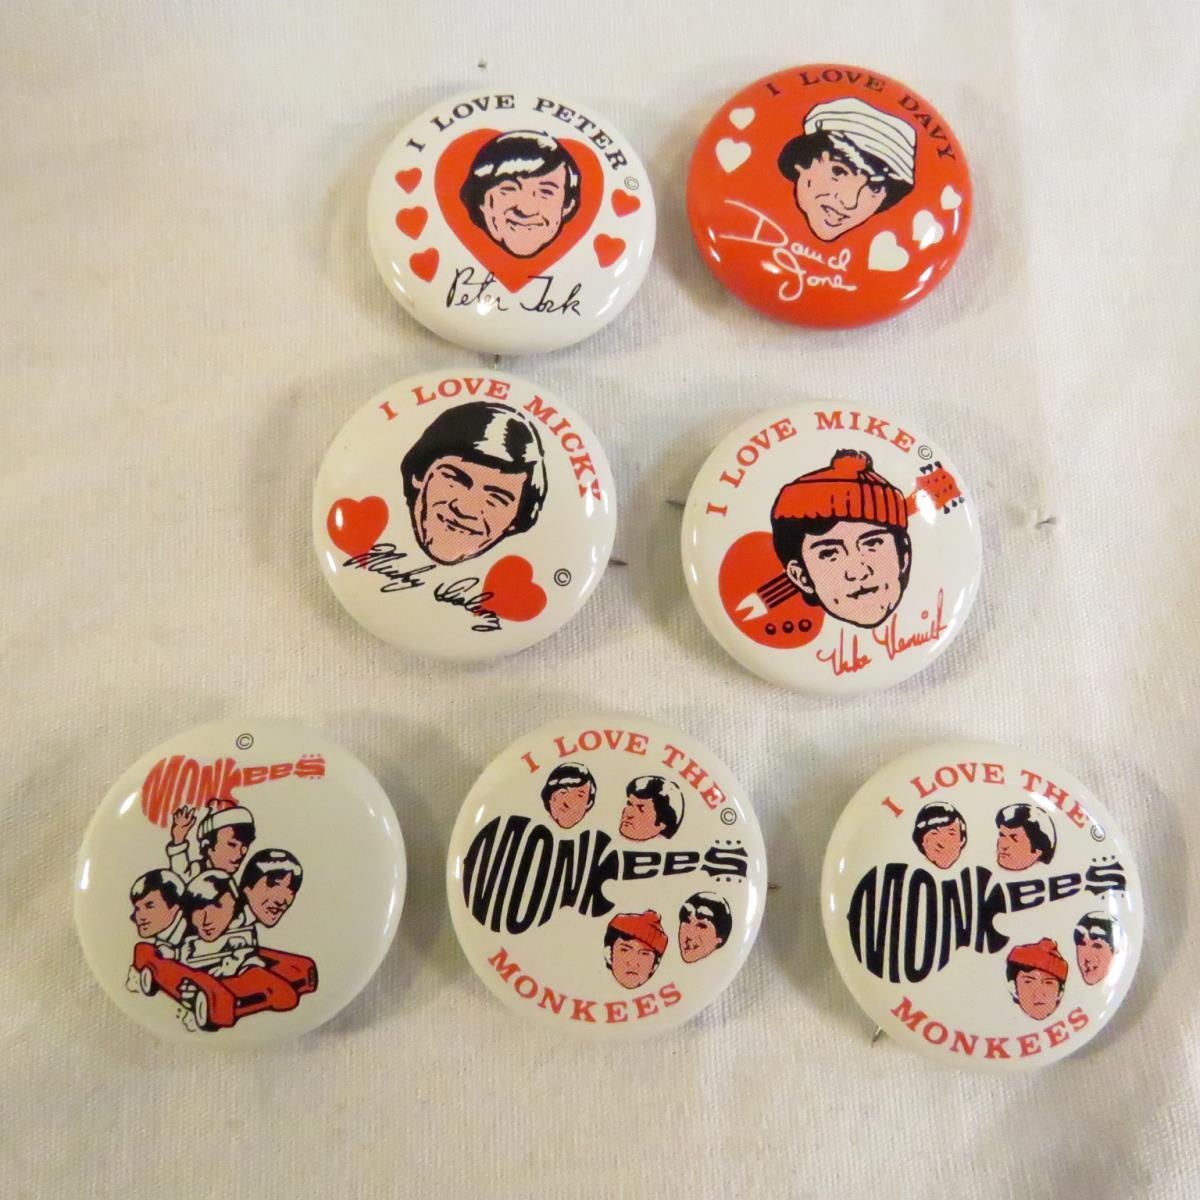 I LOVE PETER
©
Peter Tork
I LOVE DAVY
David
Jones
I LOVE MICKY
Micky Dolenz
©
I LOVE MIKE
©
Mike Nesmith
©
MONKEES
I LOVE THE
©
MONKEES
MONKEES
I LOVE THE
©
MONKEES
MONKEES